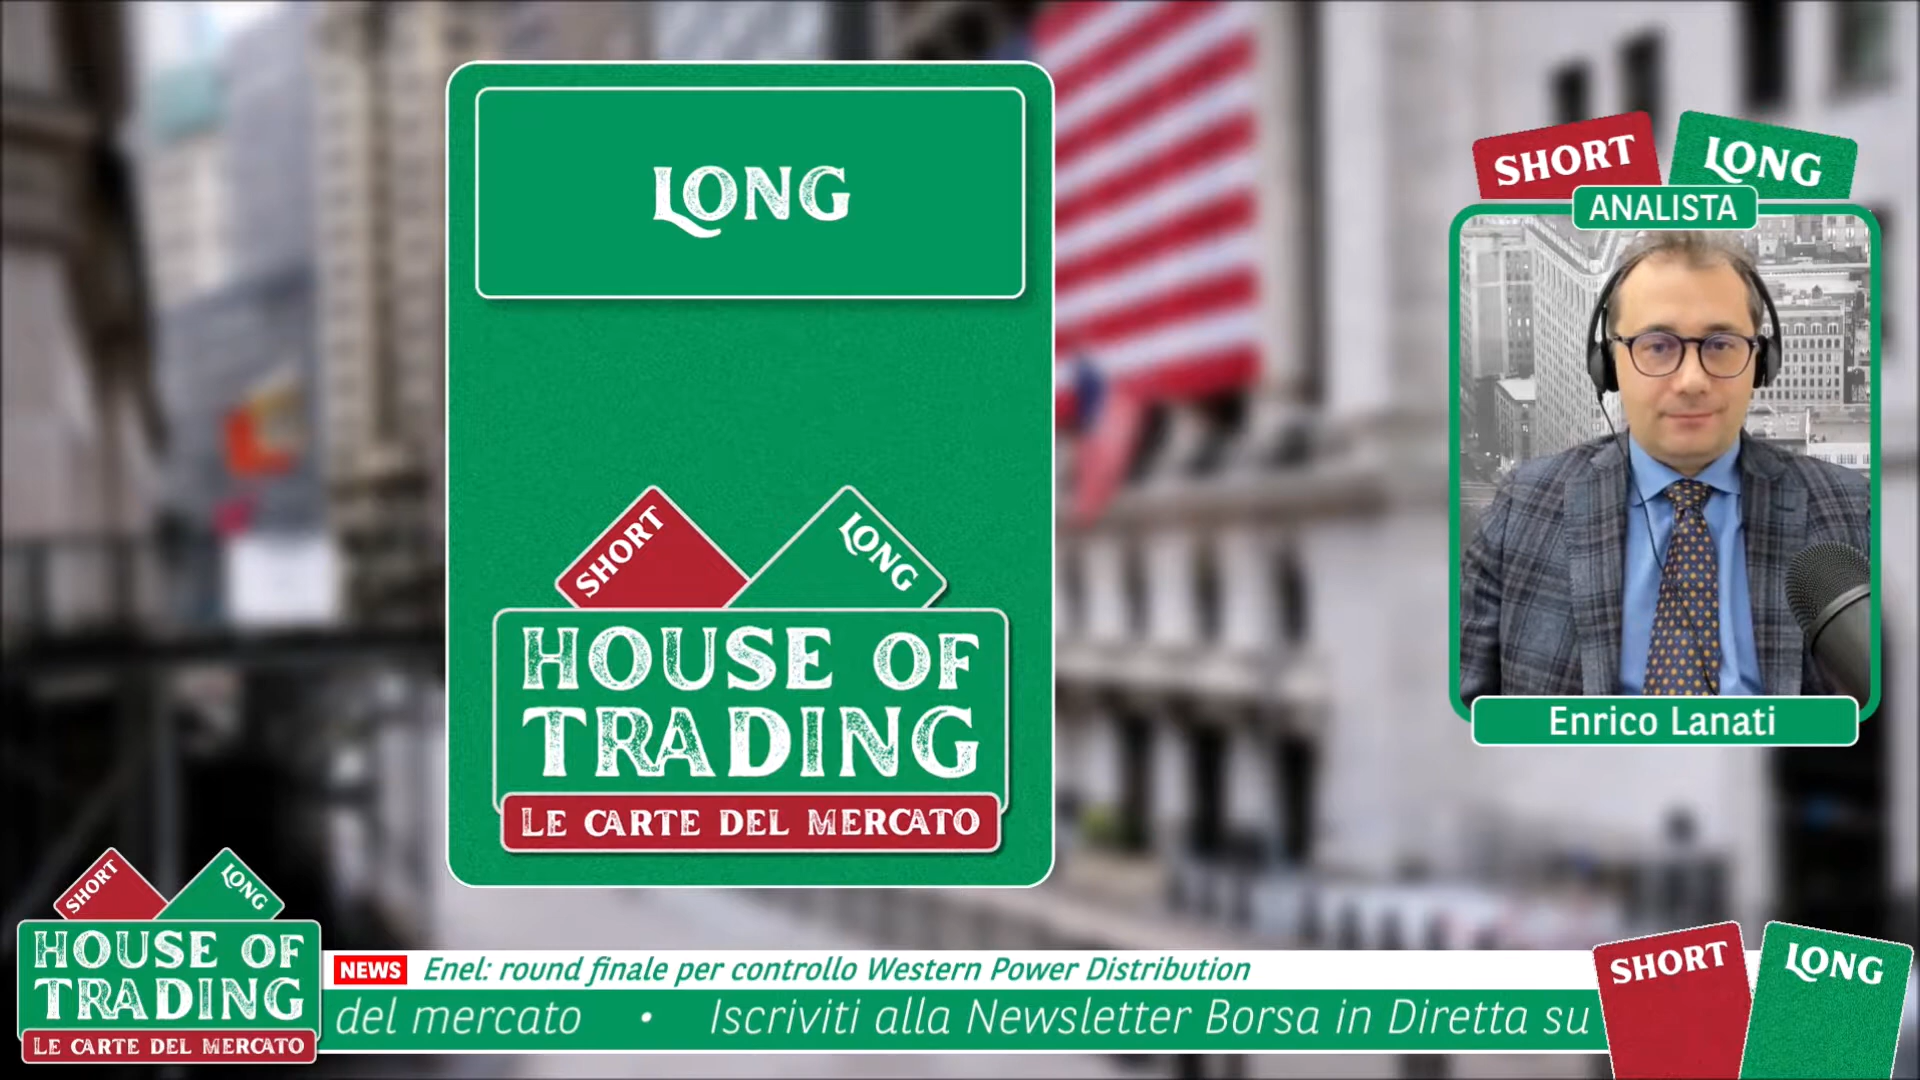 LONG
SHORT
LONG
HOUSE OF
TRADING
LE CARTE DEL MERCATO
SHORT
LONG
ANALISTA
Enrico Lanati
SHORT
LONG
HOUSE OF
TRADING
LE CARTE DEL MERCATO
NEWS Enel: round finale per controllo Western Power Distribution
del mercato • Iscriviti alla Newsletter Borsa in Diretta su
SHORT
LONG